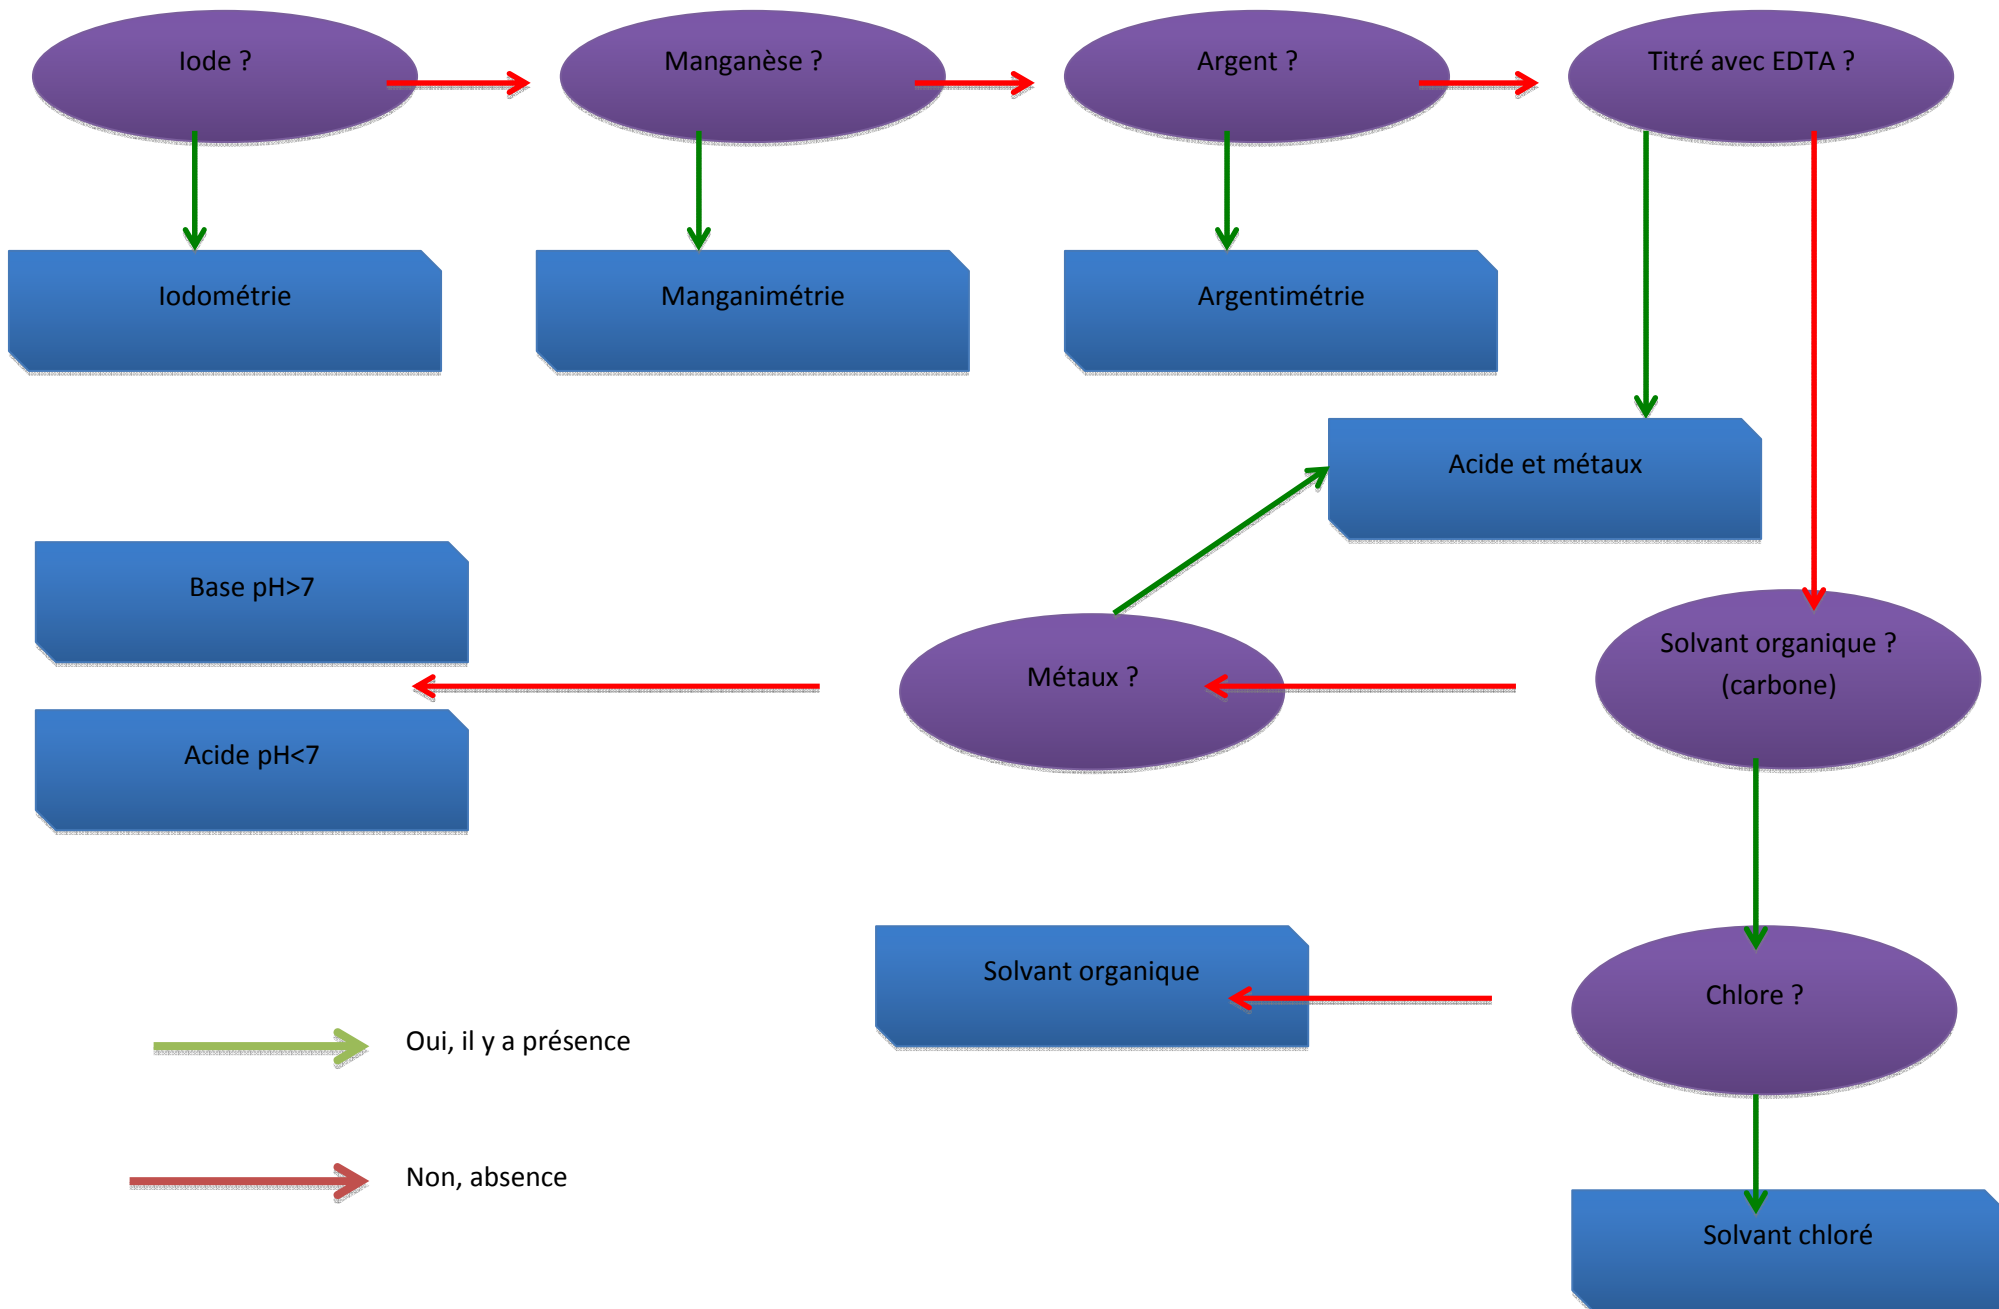 Iode ?
Manganèse ?
Argent ?
Titré avec EDTA ?
Iodométrie
Manganimétrie
Argentimétrie
Acide et métaux
Base pH>7
Métaux ?
Solvant organique ?
(carbone)
Acide pH<7
Solvant organique
Chlore ?
Oui, il y a présence
Non, absence
Solvant chloré